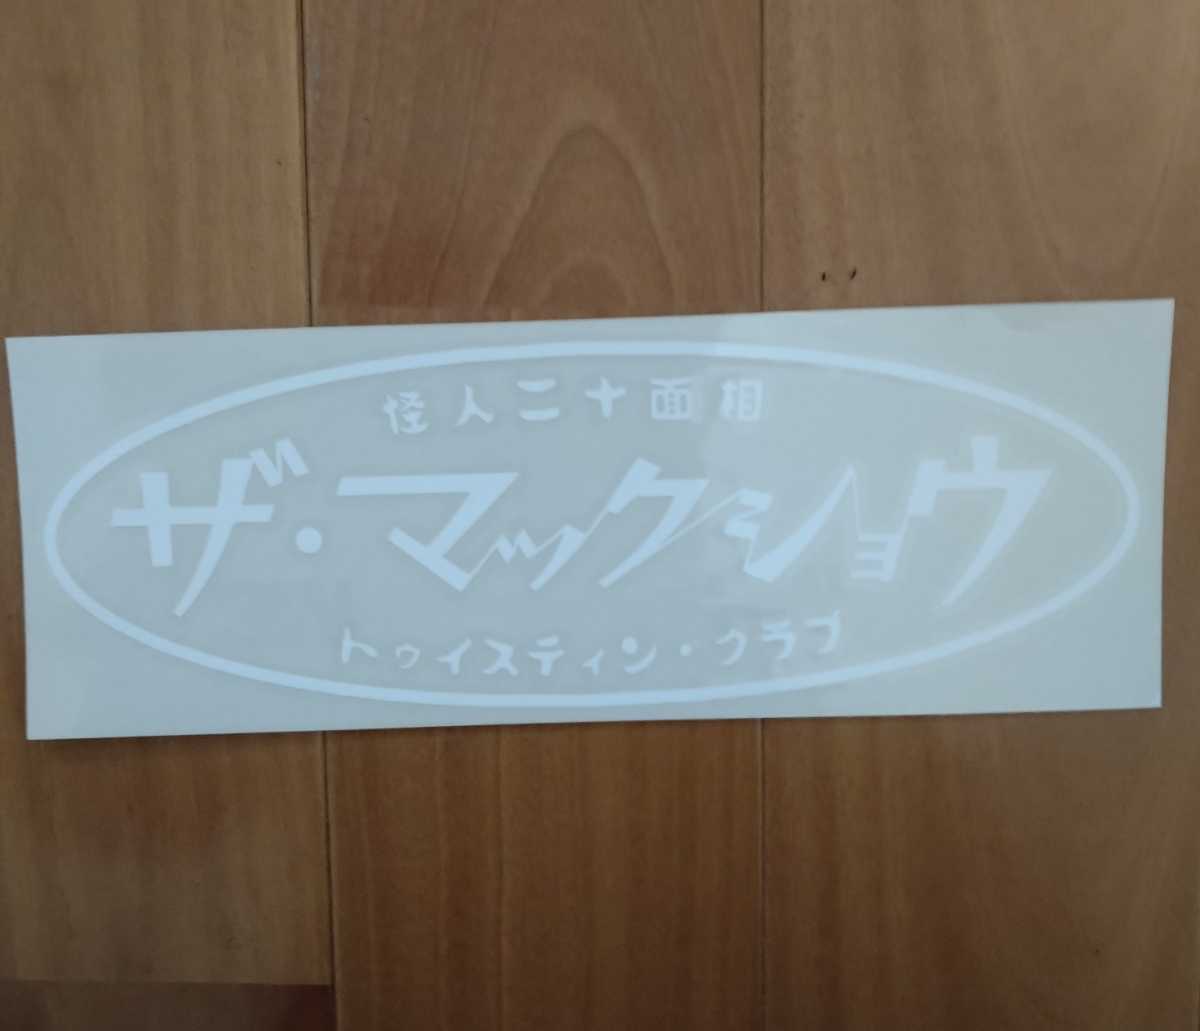 怪人二十面相
ザ・マックショウ
トゥイスティン・クラブ